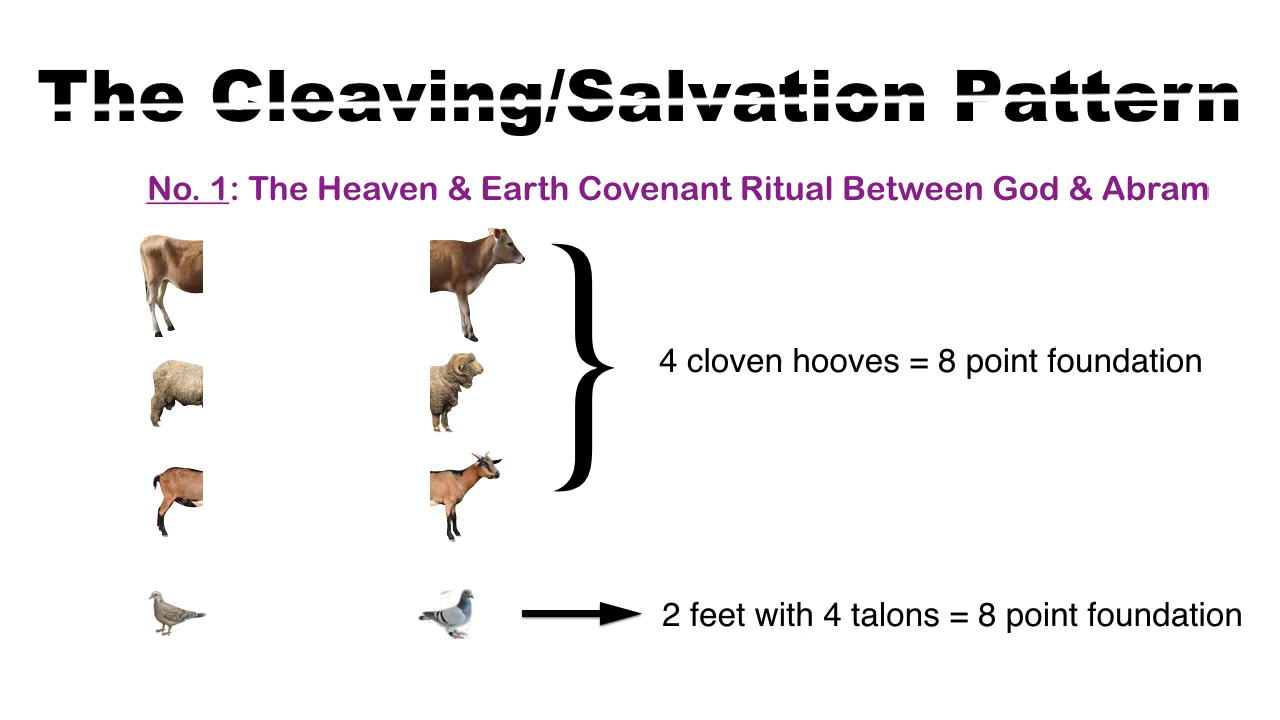 The Cleaving/Salvation Pattern
No. 1: The Heaven & Earth Covenant Ritual Between God & Abram
4 cloven hooves = 8 point foundation
2 feet with 4 talons = 8 point foundation